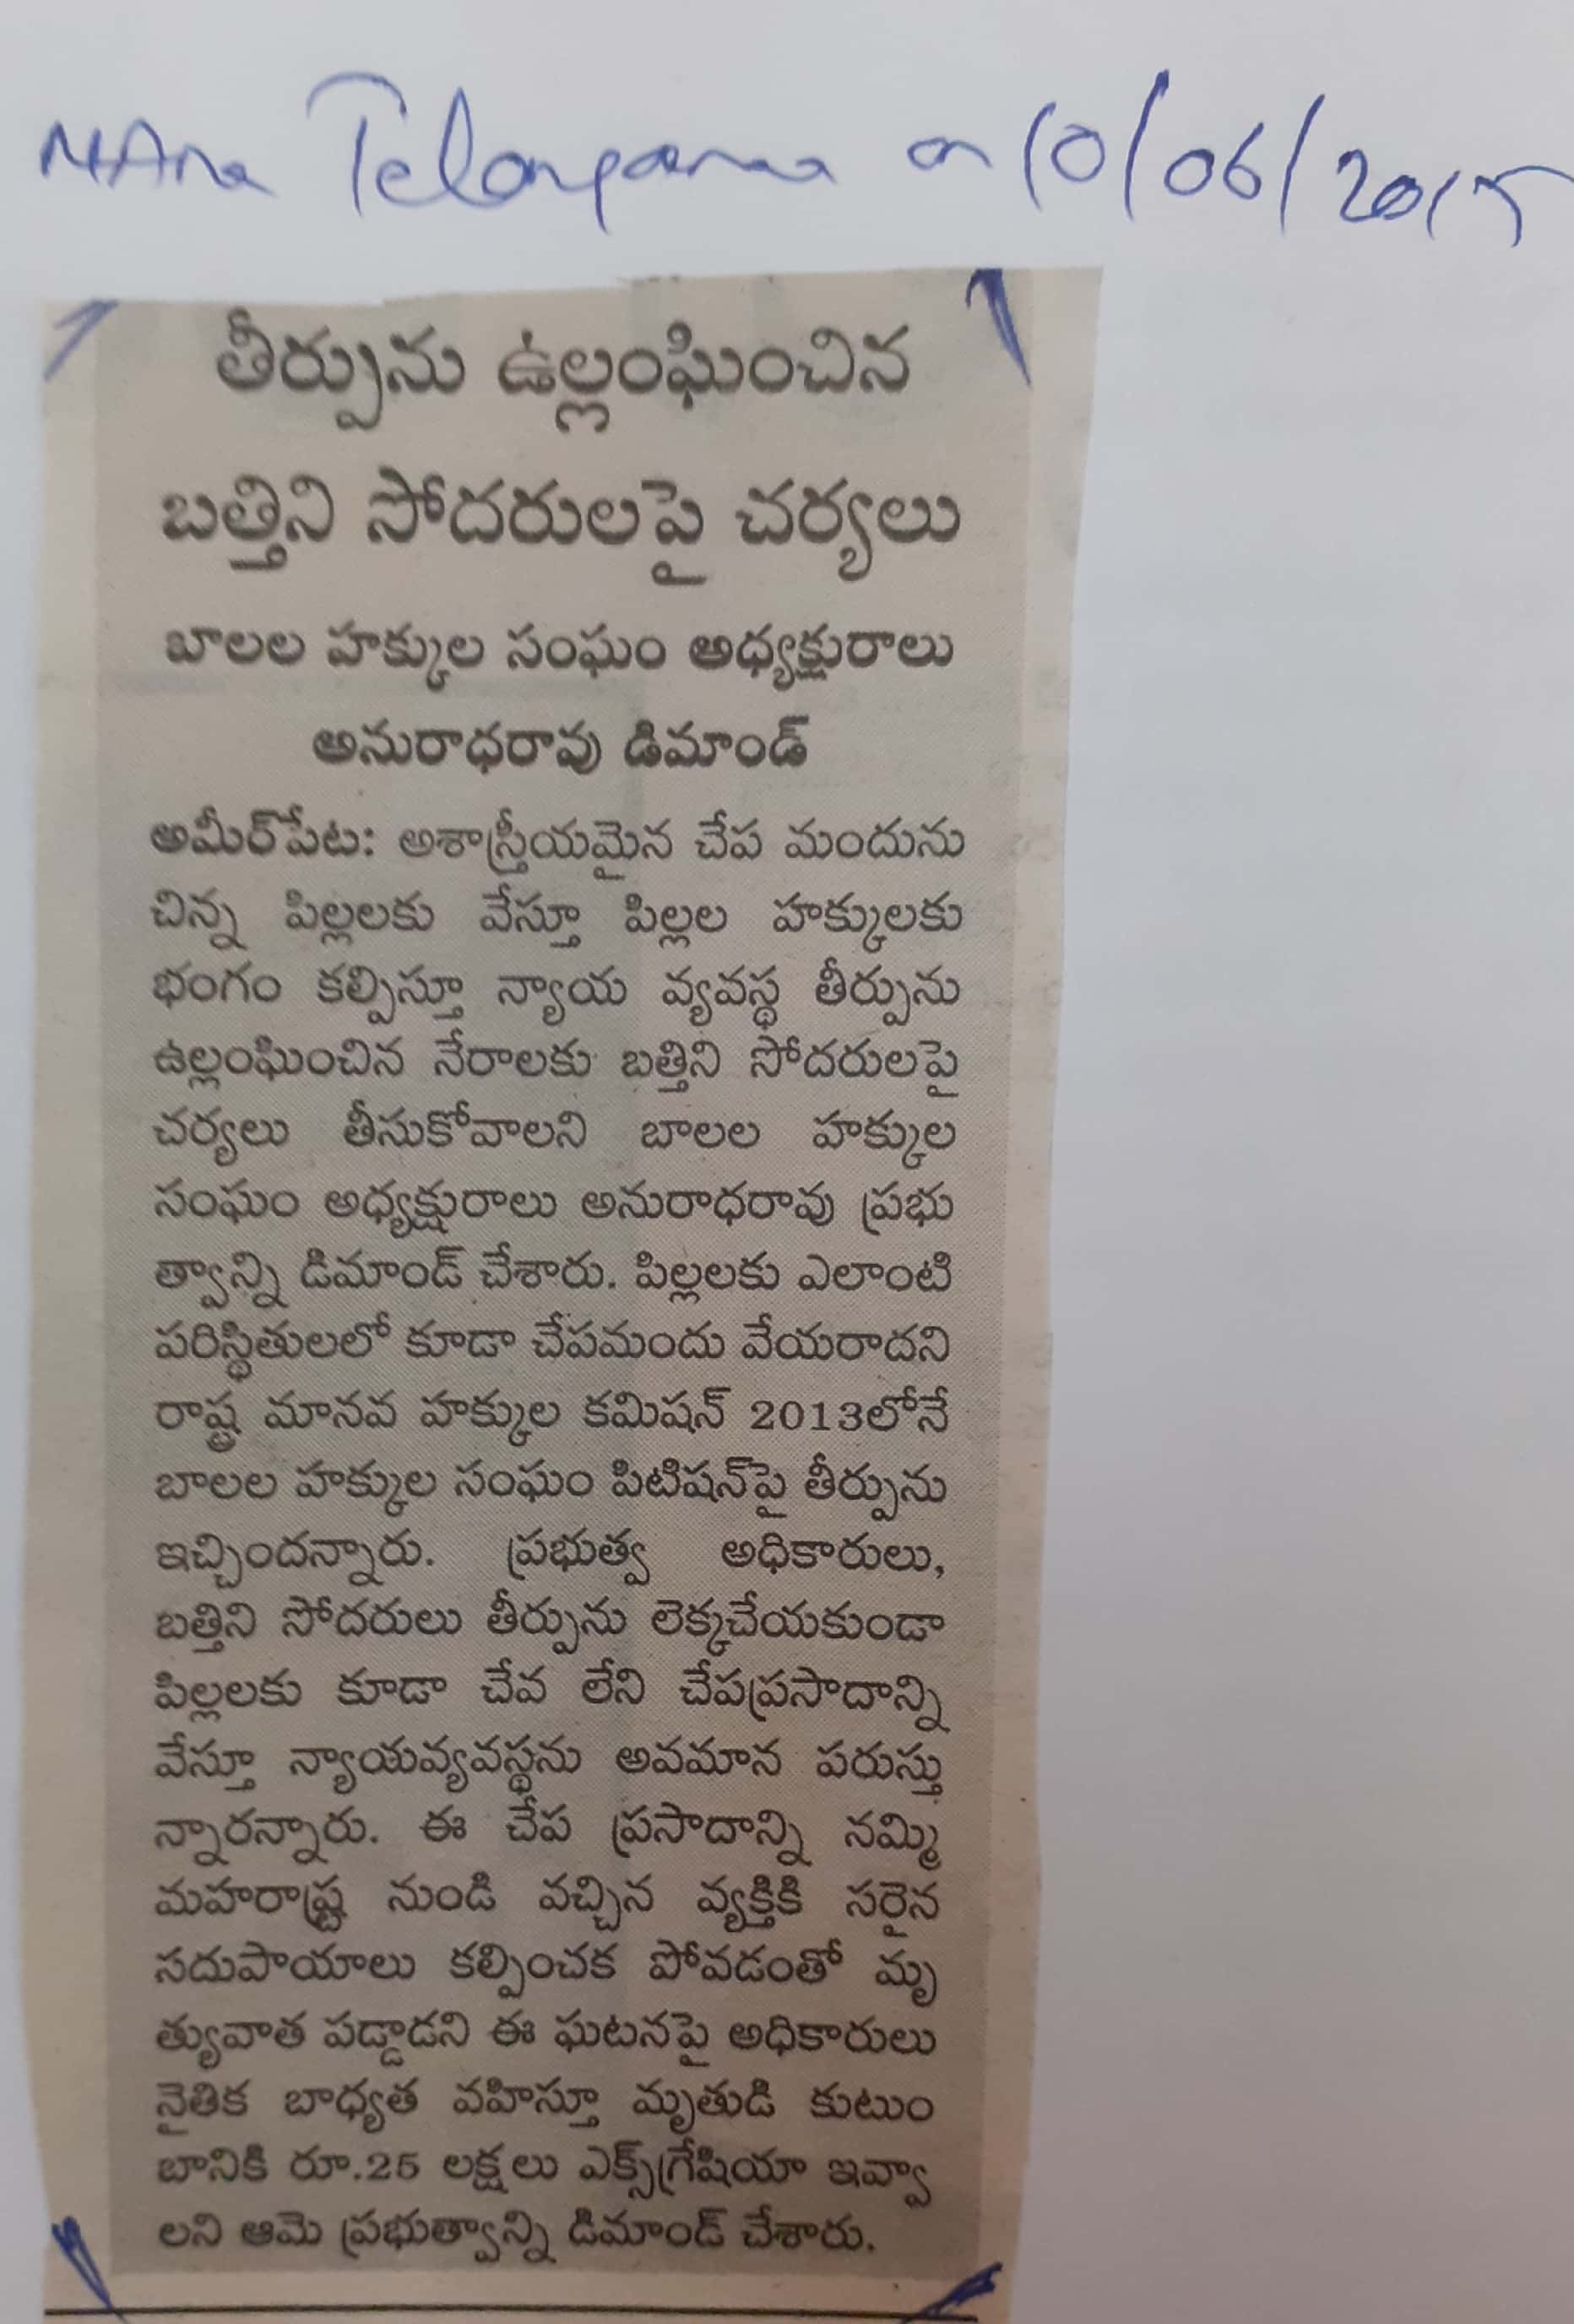 MANA Telangana on 10/06/2017
తీర్పును ఉల్లంఘించిన
బత్తిని సోదరులపై చర్యలు
బాలల హక్కుల సంఘం అధ్యక్షురాలు
అనురాధరావు డిమాండ్
అమీర్‌పేట: అశాస్త్రీయమైన చేప మందును
చిన్న పిల్లలకు వేస్తూ పిల్లల హక్కులకు
భంగం కల్పిస్తూ న్యాయ వ్యవస్థ తీర్పును
ఉల్లంఘించిన నేరాలకు బత్తిని సోదరులపై
చర్యలు తీసుకోవాలని బాలల హక్కుల
సంఘం అధ్యక్షురాలు అనురాధరావు ప్రభు
త్వాన్ని డిమాండ్ చేశారు. పిల్లలకు ఎలాంటి
పరిస్థితులలో కూడా చేపమందు వేయరాదని
రాష్ట్ర మానవ హక్కుల కమిషన్ 2013లోనే
బాలల హక్కుల సంఘం పిటిషన్‌పై తీర్పును
ఇచ్చిందన్నారు. ప్రభుత్వ అధికారులు,
బత్తిని సోదరులు తీర్పును లెక్కచేయకుండా
పిల్లలకు కూడా చేవ లేని చేపప్రసాదాన్ని
వేస్తూ న్యాయవ్యవస్థను అవమాన పరుస్తు
న్నారన్నారు. ఈ చేప ప్రసాదాన్ని నమ్మి
మహరాష్ట్ర నుండి వచ్చిన వ్యక్తికి సరైన
సదుపాయాలు కల్పించక పోవడంతో మృ
త్యువాత పడ్డాడని ఈ ఘటనపై అధికారులు
నైతిక బాధ్యత వహిస్తూ మృతుడి కుటుం
బానికి రూ.25 లక్షలు ఎక్స్‌గ్రేషియా ఇవ్వా
లని ఆమె ప్రభుత్వాన్ని డిమాండ్ చేశారు.